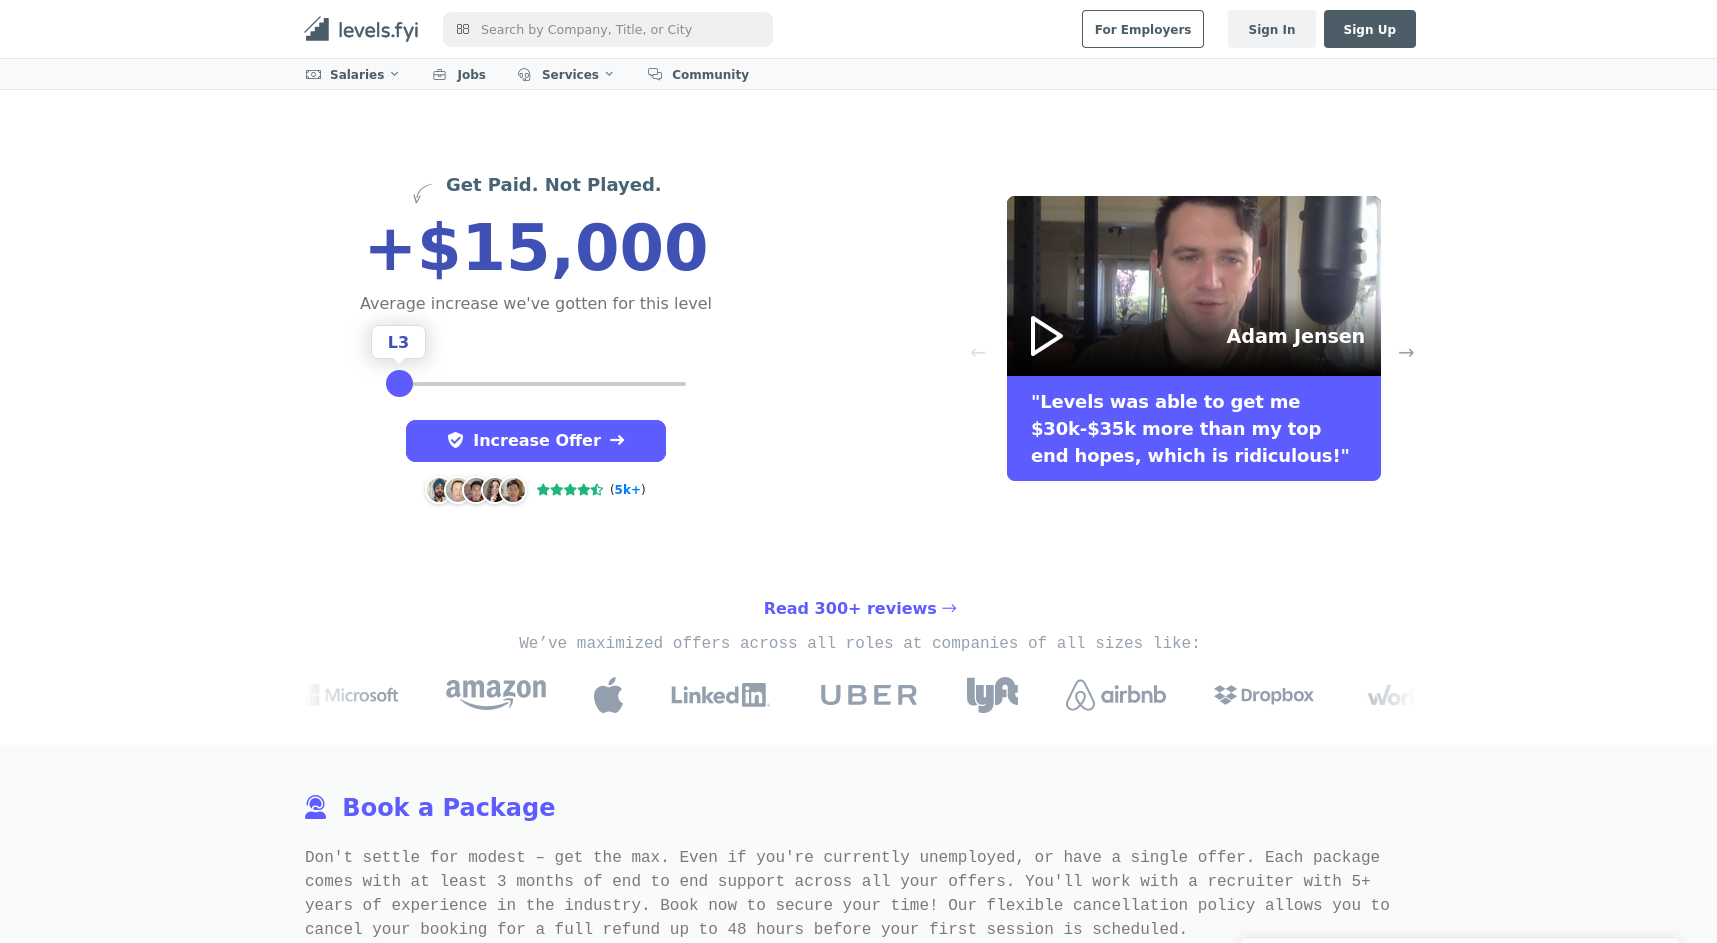 levels.fyi
Search by Company, Title, or City
For Employers
Sign In
Sign Up
Salaries
Jobs
Services
Community
Get Paid. Not Played.
+$15,000
Average increase we've gotten for this level
L3
Increase Offer
(5k+)
Adam Jensen
"Levels was able to get me
$30k-$35k more than my top
end hopes, which is ridiculous!"
Read 300+ reviews
We’ve maximized offers across all roles at companies of all sizes like:
Microsoft
amazon
LinkedIn
UBER
lyft
airbnb
Dropbox
Book a Package
Don't settle for modest – get the max. Even if you're currently unemployed, or have a single offer. Each package
comes with at least 3 months of end to end support across all your offers. You'll work with a recruiter with 5+
years of experience in the industry. Book now to secure your time! Our flexible cancellation policy allows you to
cancel your booking for a full refund up to 48 hours before your first session is scheduled.